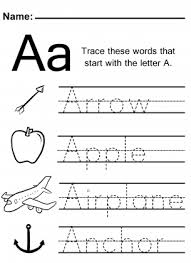 Name:
Aa
Trace these words that
start with the letter A.
Arrow
Apple
Airplane
Anchor